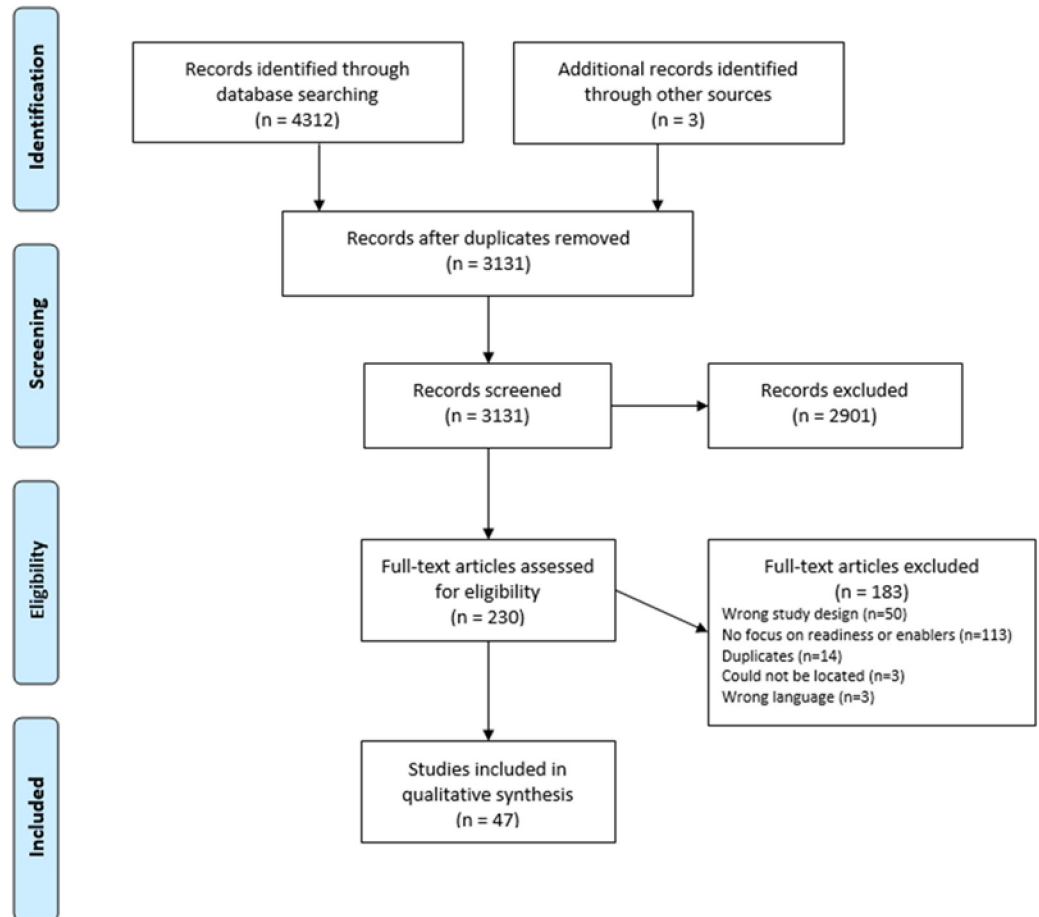 Identification
Records identified through
database searching
(n = 4312)
Additional records identified
through other sources
(n = 3)
Records after duplicates removed
(n = 3131)
Screening
Records screened
(n = 3131)
Records excluded
(n = 2901)
Eligibility
Full-text articles assessed
for eligibility
(n = 230)
Full-text articles excluded
(n = 183)
Wrong study design (n=50)
No focus on readiness or enablers (n=113)
Duplicates (n=14)
Could not be located (n=3)
Wrong language (n=3)
Included
Studies included in
qualitative synthesis
(n = 47)